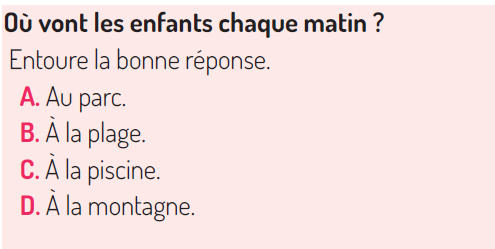 Où vont les enfants chaque matin ?
Entoure la bonne réponse.
A. Au parc.
B. À la plage.
C. À la piscine.
D. À la montagne.